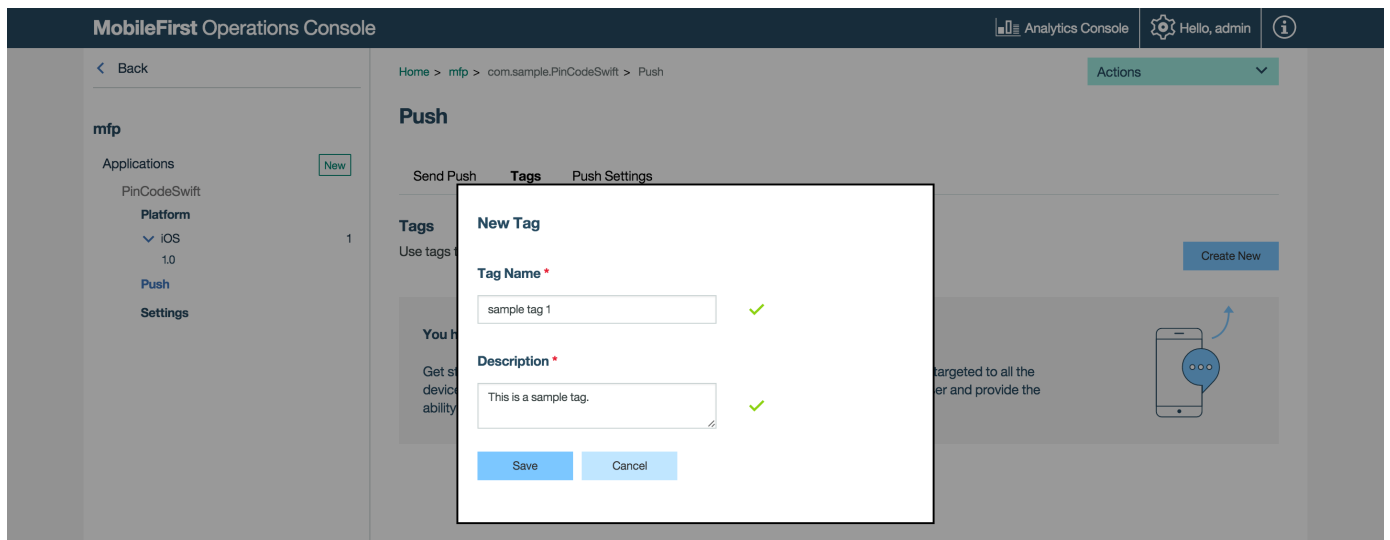 MobileFirst Operations Console
Analytics Console
Hello, admin
Back
Home > mfp > com.sample.PinCodeSwift > Push
Actions
Push
mfp
Applications
New
PinCodeSwift
Platform
iOS 1
1.0
Push
Settings
Send Push Tags Push Settings
Tags
Use tags
Create New
You
Get
targeted to all the
er and provide the
ability
New Tag
Tag Name *
sample tag 1
Description *
This is a sample tag.
Save Cancel